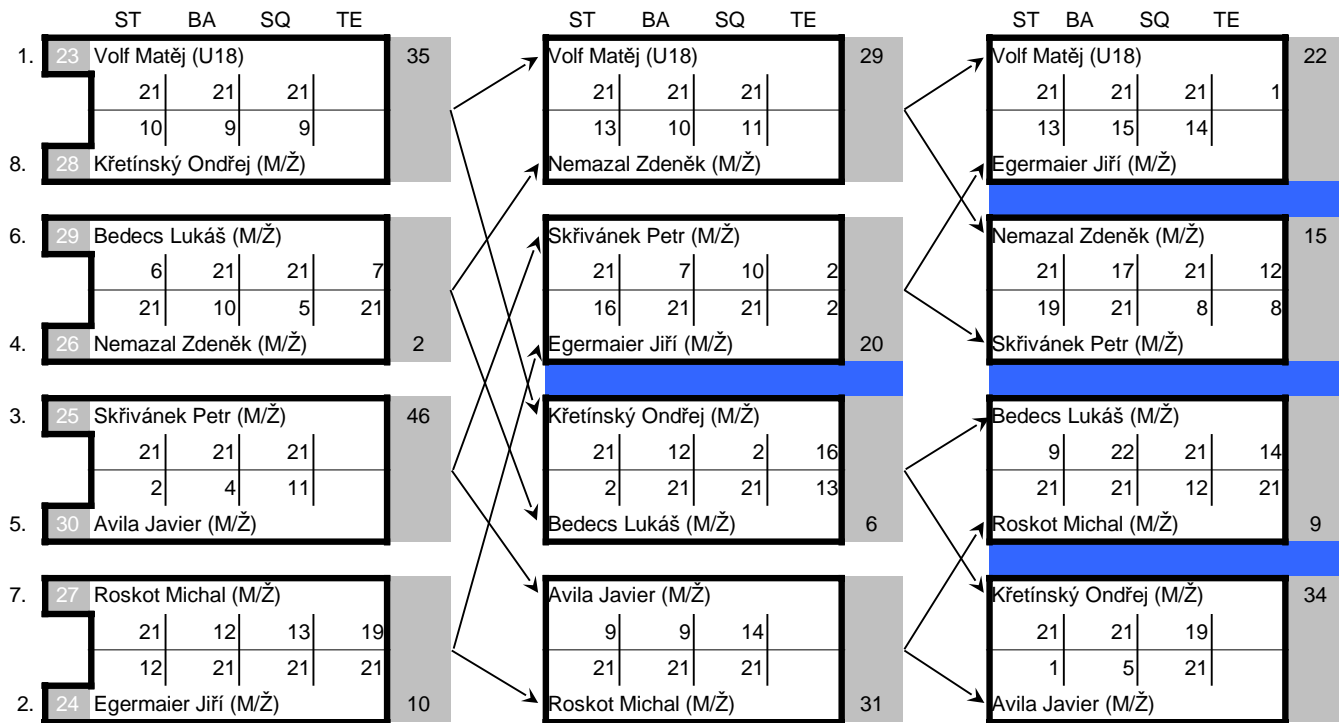 ST BA SQ TE ST BA SQ TE ST BA SQ TE
1. 23 Volf Matěj (U18) 35 Volf Matěj (U18) 29 Volf Matěj (U18) 22
21 21 21 21 21 21 21 21 21 1
10 9 9 13 10 11 13 15 14
8. 28 Křetínský Ondřej (M/Ž) Nemazal Zdeněk (M/Ž) Egermaier Jiří (M/Ž)
6. 29 Bedecs Lukáš (M/Ž) Skřivánek Petr (M/Ž) Nemazal Zdeněk (M/Ž) 15
6 21 21 7 21 7 10 2 21 17 21 12
21 10 5 21 16 21 21 2 19 21 8 8
4. 26 Nemazal Zdeněk (M/Ž) 2 Egermaier Jiří (M/Ž) 20 Skřivánek Petr (M/Ž)
3. 25 Skřivánek Petr (M/Ž) 46 Křetínský Ondřej (M/Ž) Bedecs Lukáš (M/Ž)
21 21 21 21 12 2 16 9 22 21 14
2 4 11 2 21 21 13 21 21 12 21
5. 30 Avila Javier (M/Ž) Bedecs Lukáš (M/Ž) 6 Roskot Michal (M/Ž) 9
7. 27 Roskot Michal (M/Ž) Avila Javier (M/Ž) Křetínský Ondřej (M/Ž) 34
21 12 13 19 9 9 14 21 21 19
12 21 21 21 21 21 21 1 5 21
2. 24 Egermaier Jiří (M/Ž) 10 Roskot Michal (M/Ž) 31 Avila Javier (M/Ž)